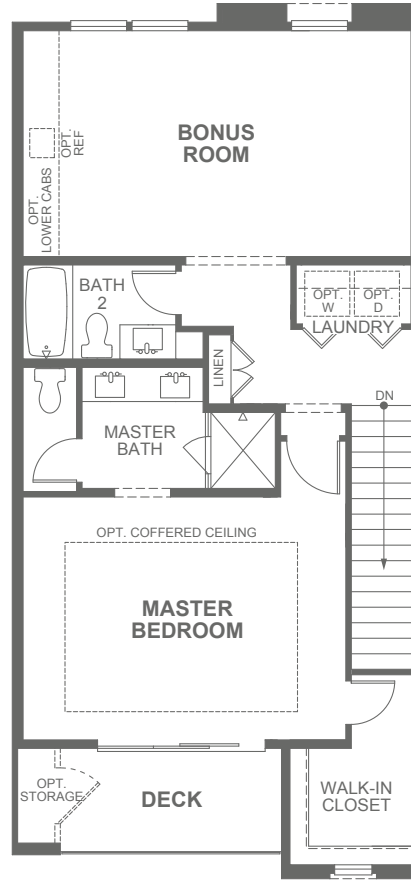 BONUS
ROOM
OPT.
REF
OPT.
LOWER CABS
BATH
2
OPT.
W
OPT.
D
LAUNDRY
LINEN
DN
MASTER
BATH
OPT. COFFERED CEILING
MASTER
BEDROOM
OPT.
STORAGE
DECK
WALK-IN
CLOSET